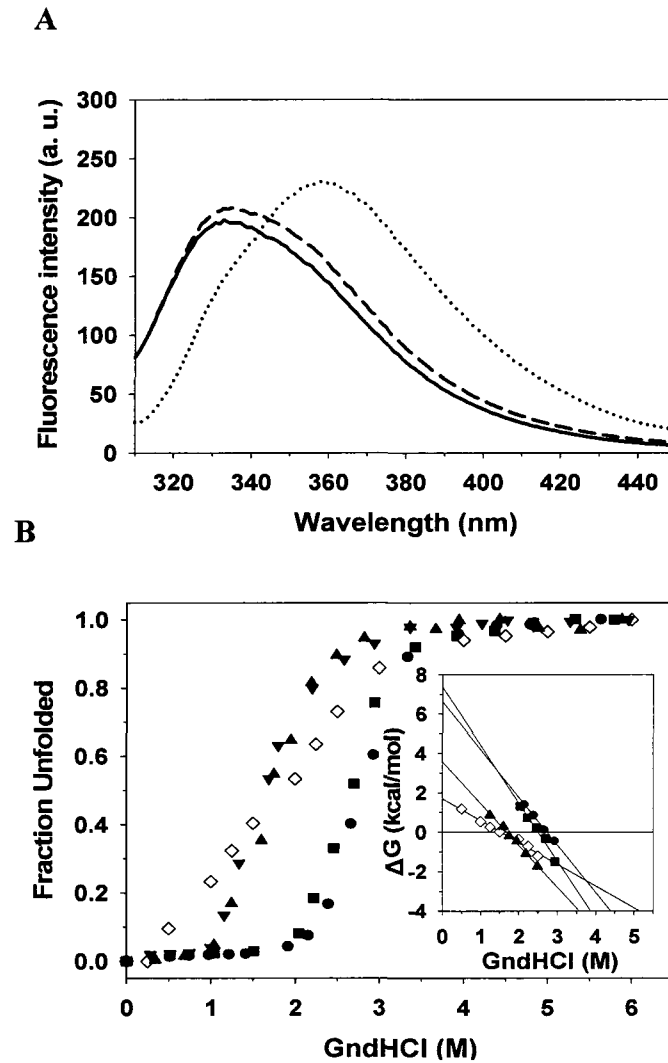 A
Fluorescence intensity (a. u.)
300
250
200
150
100
50
0
320 340 360 380 400 420 440
Wavelength (nm)
B
Fraction Unfolded
1.0
0.8
0.6
0.4
0.2
0.0
0 1 2 3 4 5 6
GndHCl (M)
ΔG (kcal/mol)
8
6
4
2
0
-2
-4
0 1 2 3 4 5
GndHCl (M)